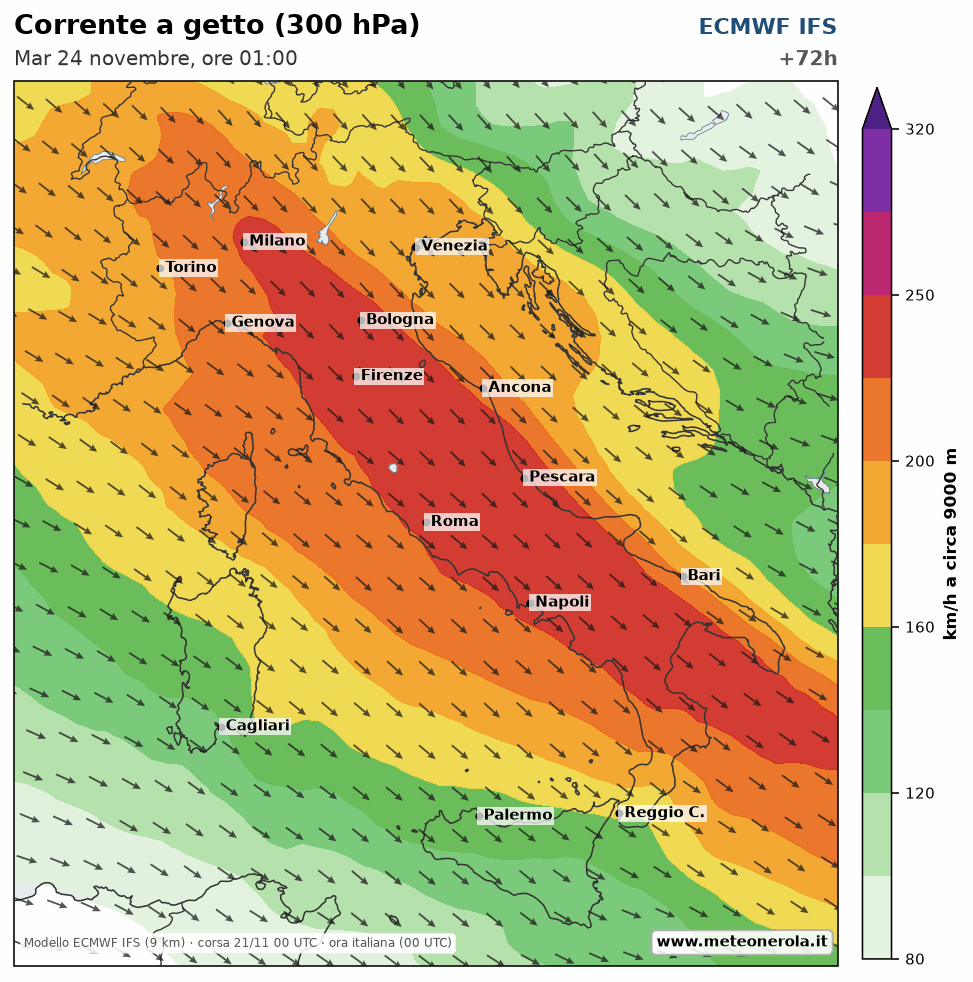 Corrente a getto (300 hPa)
ECMWF IFS
Mar 24 novembre, ore 01:00
+72h
320
250
200
160
120
80
km/h a circa 9000 m
Milano
Venezia
Torino
Genova
Bologna
Firenze
Ancona
Pescara
Roma
Bari
Napoli
Cagliari
Palermo
Reggio C.
Modello ECMWF IFS (9 km) · corsa 21/11 00 UTC · ora italiana (00 UTC)
www.meteonerola.it